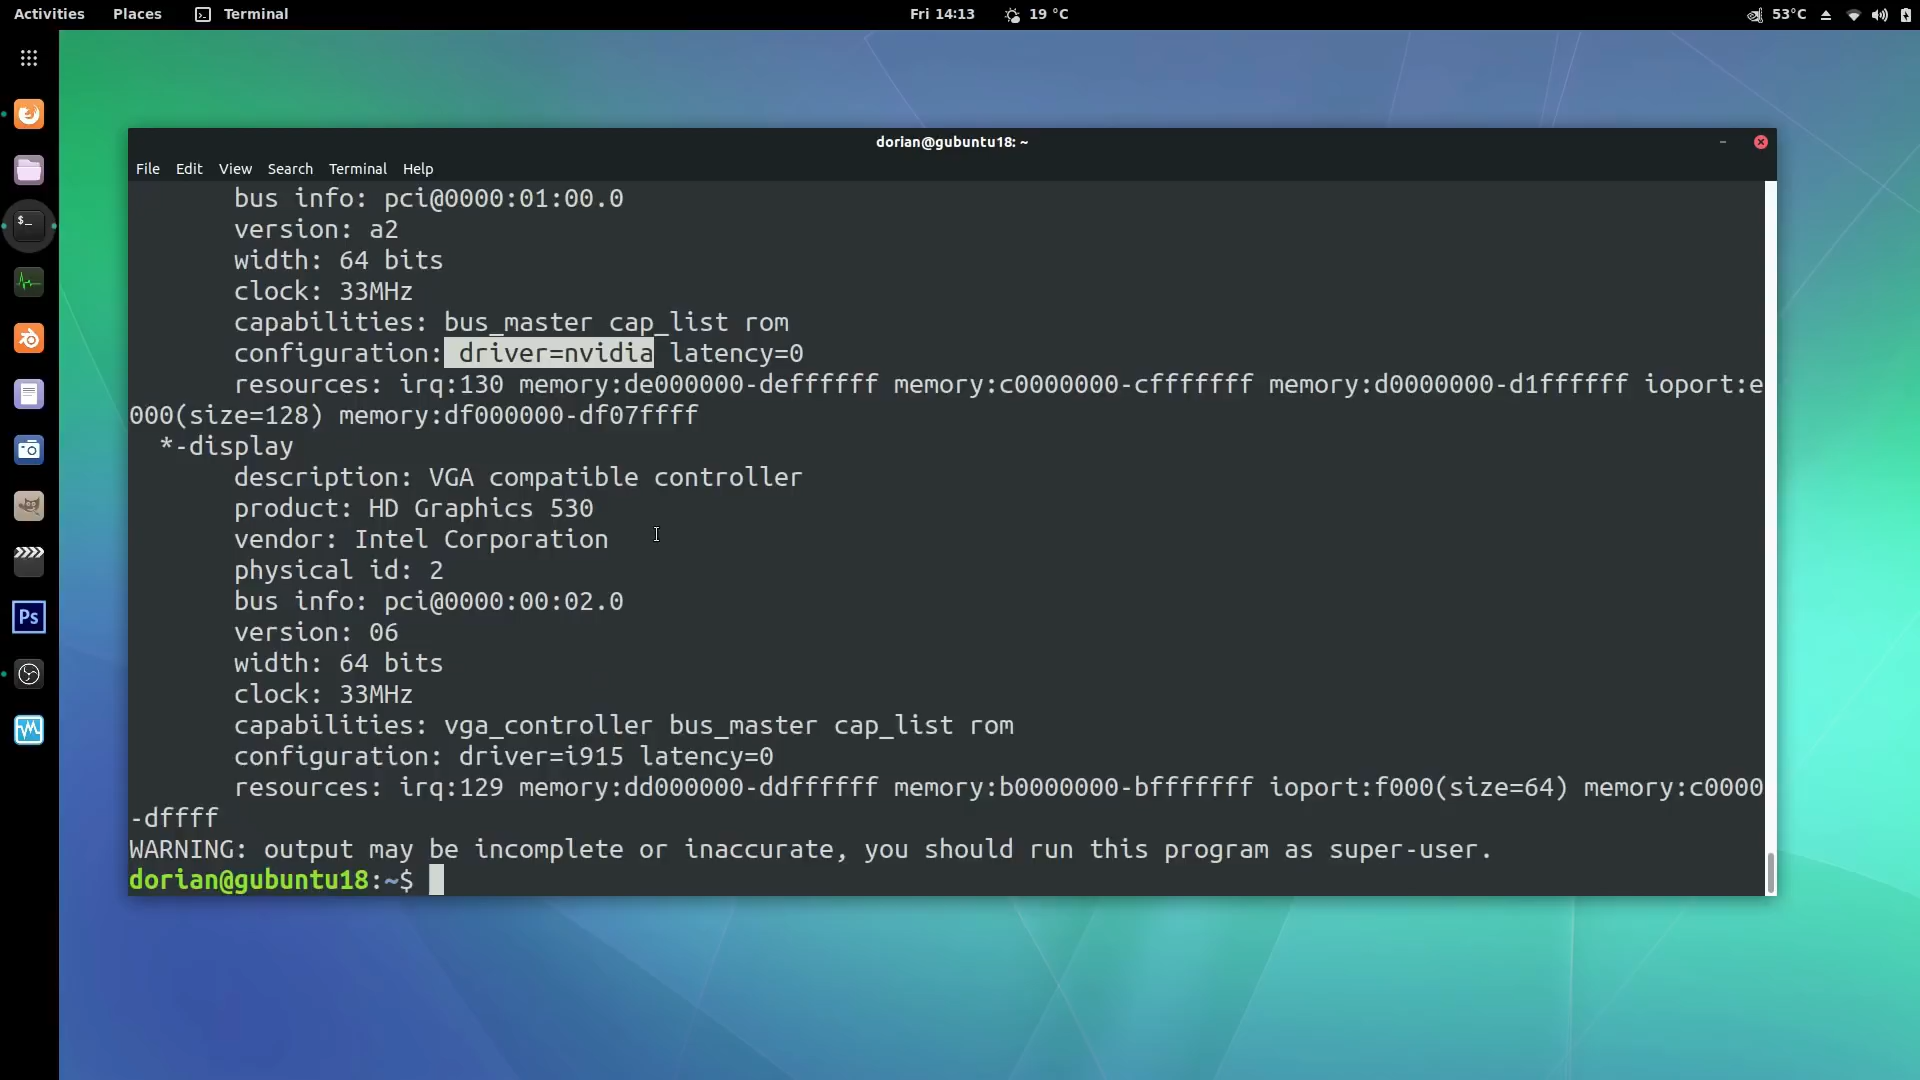 Activities Places Terminal Fri 14:13 19 °C 53°C
dorian@gubuntu18: ~
File Edit View Search Terminal Help
bus info: pci@0000:01:00.0
version: a2
width: 64 bits
clock: 33MHz
capabilities: bus_master cap_list rom
configuration: driver=nvidia latency=0
resources: irq:130 memory:de000000-deffffff memory:c0000000-cfffffff memory:d0000000-d1ffffff ioport:e
000(size=128) memory:df000000-df07ffff
*-display
description: VGA compatible controller
product: HD Graphics 530
vendor: Intel Corporation
physical id: 2
bus info: pci@0000:00:02.0
version: 06
width: 64 bits
clock: 33MHz
capabilities: vga_controller bus_master cap_list rom
configuration: driver=i915 latency=0
resources: irq:129 memory:dd000000-ddffffff memory:b0000000-bfffffff ioport:f000(size=64) memory:c0000
-dffff
WARNING: output may be incomplete or inaccurate, you should run this program as super-user.
dorian@gubuntu18:~$
$_
Ps